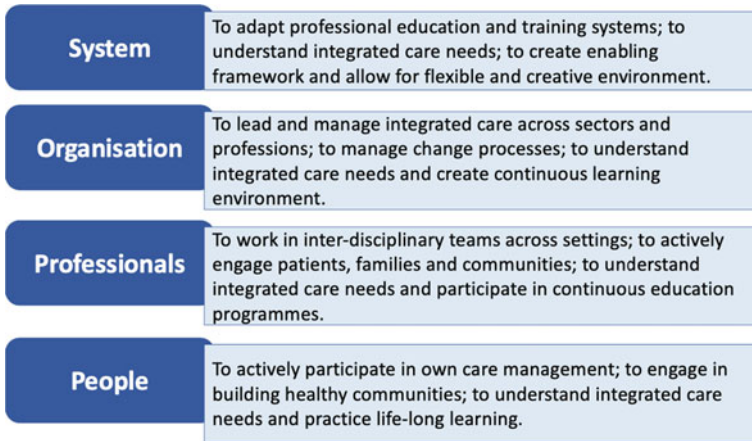 System
To adapt professional education and training systems; to
understand integrated care needs; to create enabling
framework and allow for flexible and creative environment.
Organisation
To lead and manage integrated care across sectors and
professions; to manage change processes; to understand
integrated care needs and create continuous learning
environment.
Professionals
To work in inter-disciplinary teams across settings; to actively
engage patients, families and communities; to understand
integrated care needs and participate in continuous education
programmes.
People
To actively participate in own care management; to engage in
building healthy communities; to understand integrated care
needs and practice life-long learning.